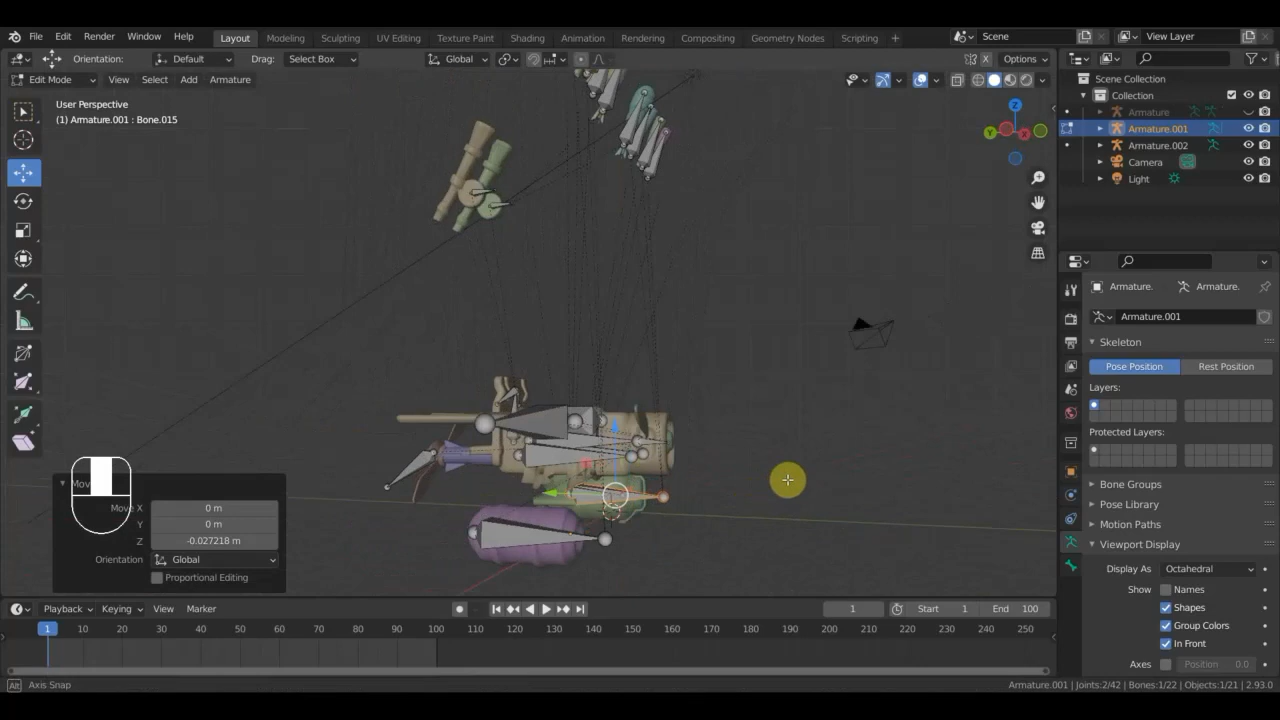 File Edit Render Window Help Layout Modeling Sculpting UV Editing Texture Paint Shading Animation Rendering Compositing Geometry Nodes Scripting + Scene View Layer
Orientation: Default Drag: Select Box Global X Options
Edit Mode View Select Add Armature
User Perspective
(1) Armature.001 : Bone.015
Z
Y
X
Scene Collection
Collection
Armature
Armature.001
Armature.002
Camera
Light
Armature. Armature.
Armature.001
Skeleton
Pose Position Rest Position
Layers:
Protected Layers:
Bone Groups
Pose Library
Motion Paths
Viewport Display
Display As Octahedral
Show Names
Shapes
Group Colors
In Front
Axes Position 0.0
Mov
Move X 0 m
Y 0 m
Z -0.027218 m
Orientation Global
Proportional Editing
Playback Keying View Marker 1 Start 1 End 100
1 10 20 30 40 50 60 70 80 90 100 110 120 130 140 150 160 170 180 190 200 210 220 230 240 250
Alt Axis Snap Armature.001 | Joints:2/42 | Bones:1/22 | Objects:1/21 | 2.93.0